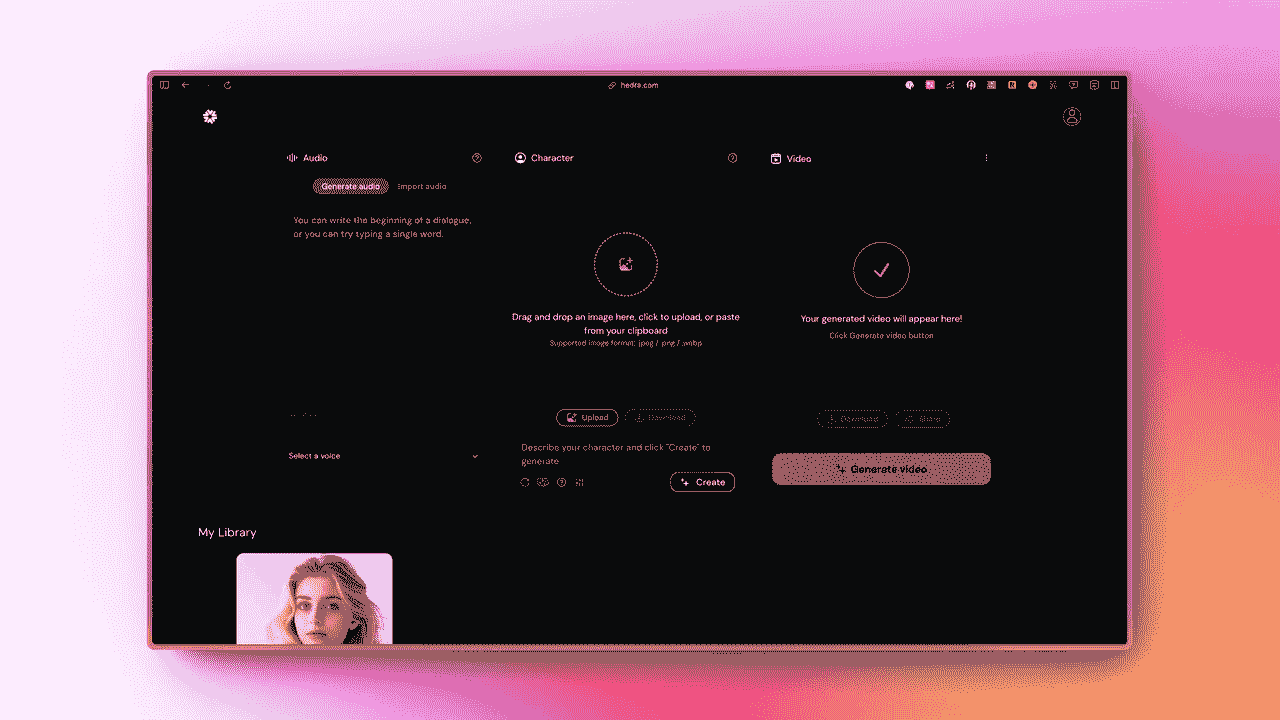 hedra.com
Audio
Generate audio
Import audio
You can write the beginning of a dialogue,
or you can try typing a single word.
Select a voice
Character
Drag and drop an image here, click to upload, or paste
from your clipboard
Supported image format: jpeg / png / webp
Upload
Download
Describe your character and click "Create" to
generate
Create
Video
Your generated video will appear here!
Click Generate video button
Download
Share
Generate video
My Library